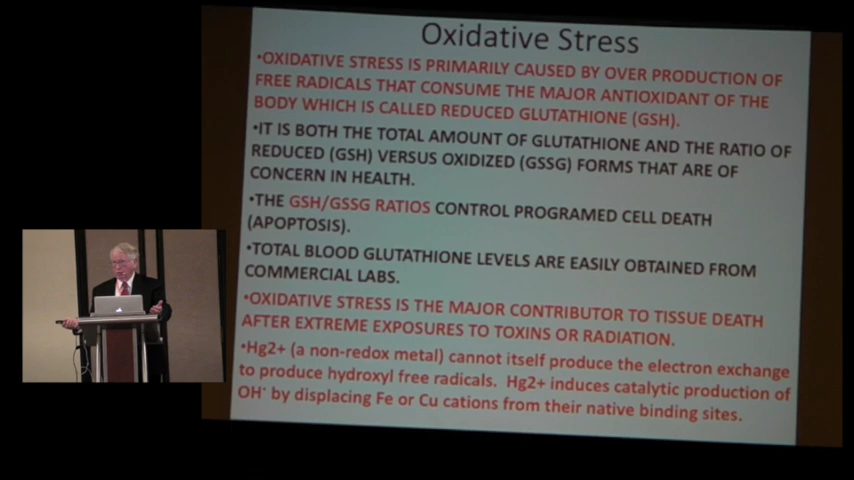 Oxidative Stress
•OXIDATIVE STRESS IS PRIMARILY CAUSED BY OVER PRODUCTION OF
FREE RADICALS THAT CONSUME THE MAJOR ANTIOXIDANT OF THE
BODY WHICH IS CALLED REDUCED GLUTATHIONE (GSH).
•IT IS BOTH THE TOTAL AMOUNT OF GLUTATHIONE AND THE RATIO OF
REDUCED (GSH) VERSUS OXIDIZED (GSSG) FORMS THAT ARE OF
CONCERN IN HEALTH.
•THE GSH/GSSG RATIOS CONTROL PROGRAMED CELL DEATH
(APOPTOSIS).
•TOTAL BLOOD GLUTATHIONE LEVELS ARE EASILY OBTAINED FROM
COMMERCIAL LABS.
•OXIDATIVE STRESS IS THE MAJOR CONTRIBUTOR TO TISSUE DEATH
AFTER EXTREME EXPOSURES TO TOXINS OR RADIATION.
•Hg2+ (a non-redox metal) cannot itself produce the electron exchange
to produce hydroxyl free radicals. Hg2+ induces catalytic production of
OH˙ by displacing Fe or Cu cations from their native binding sites.